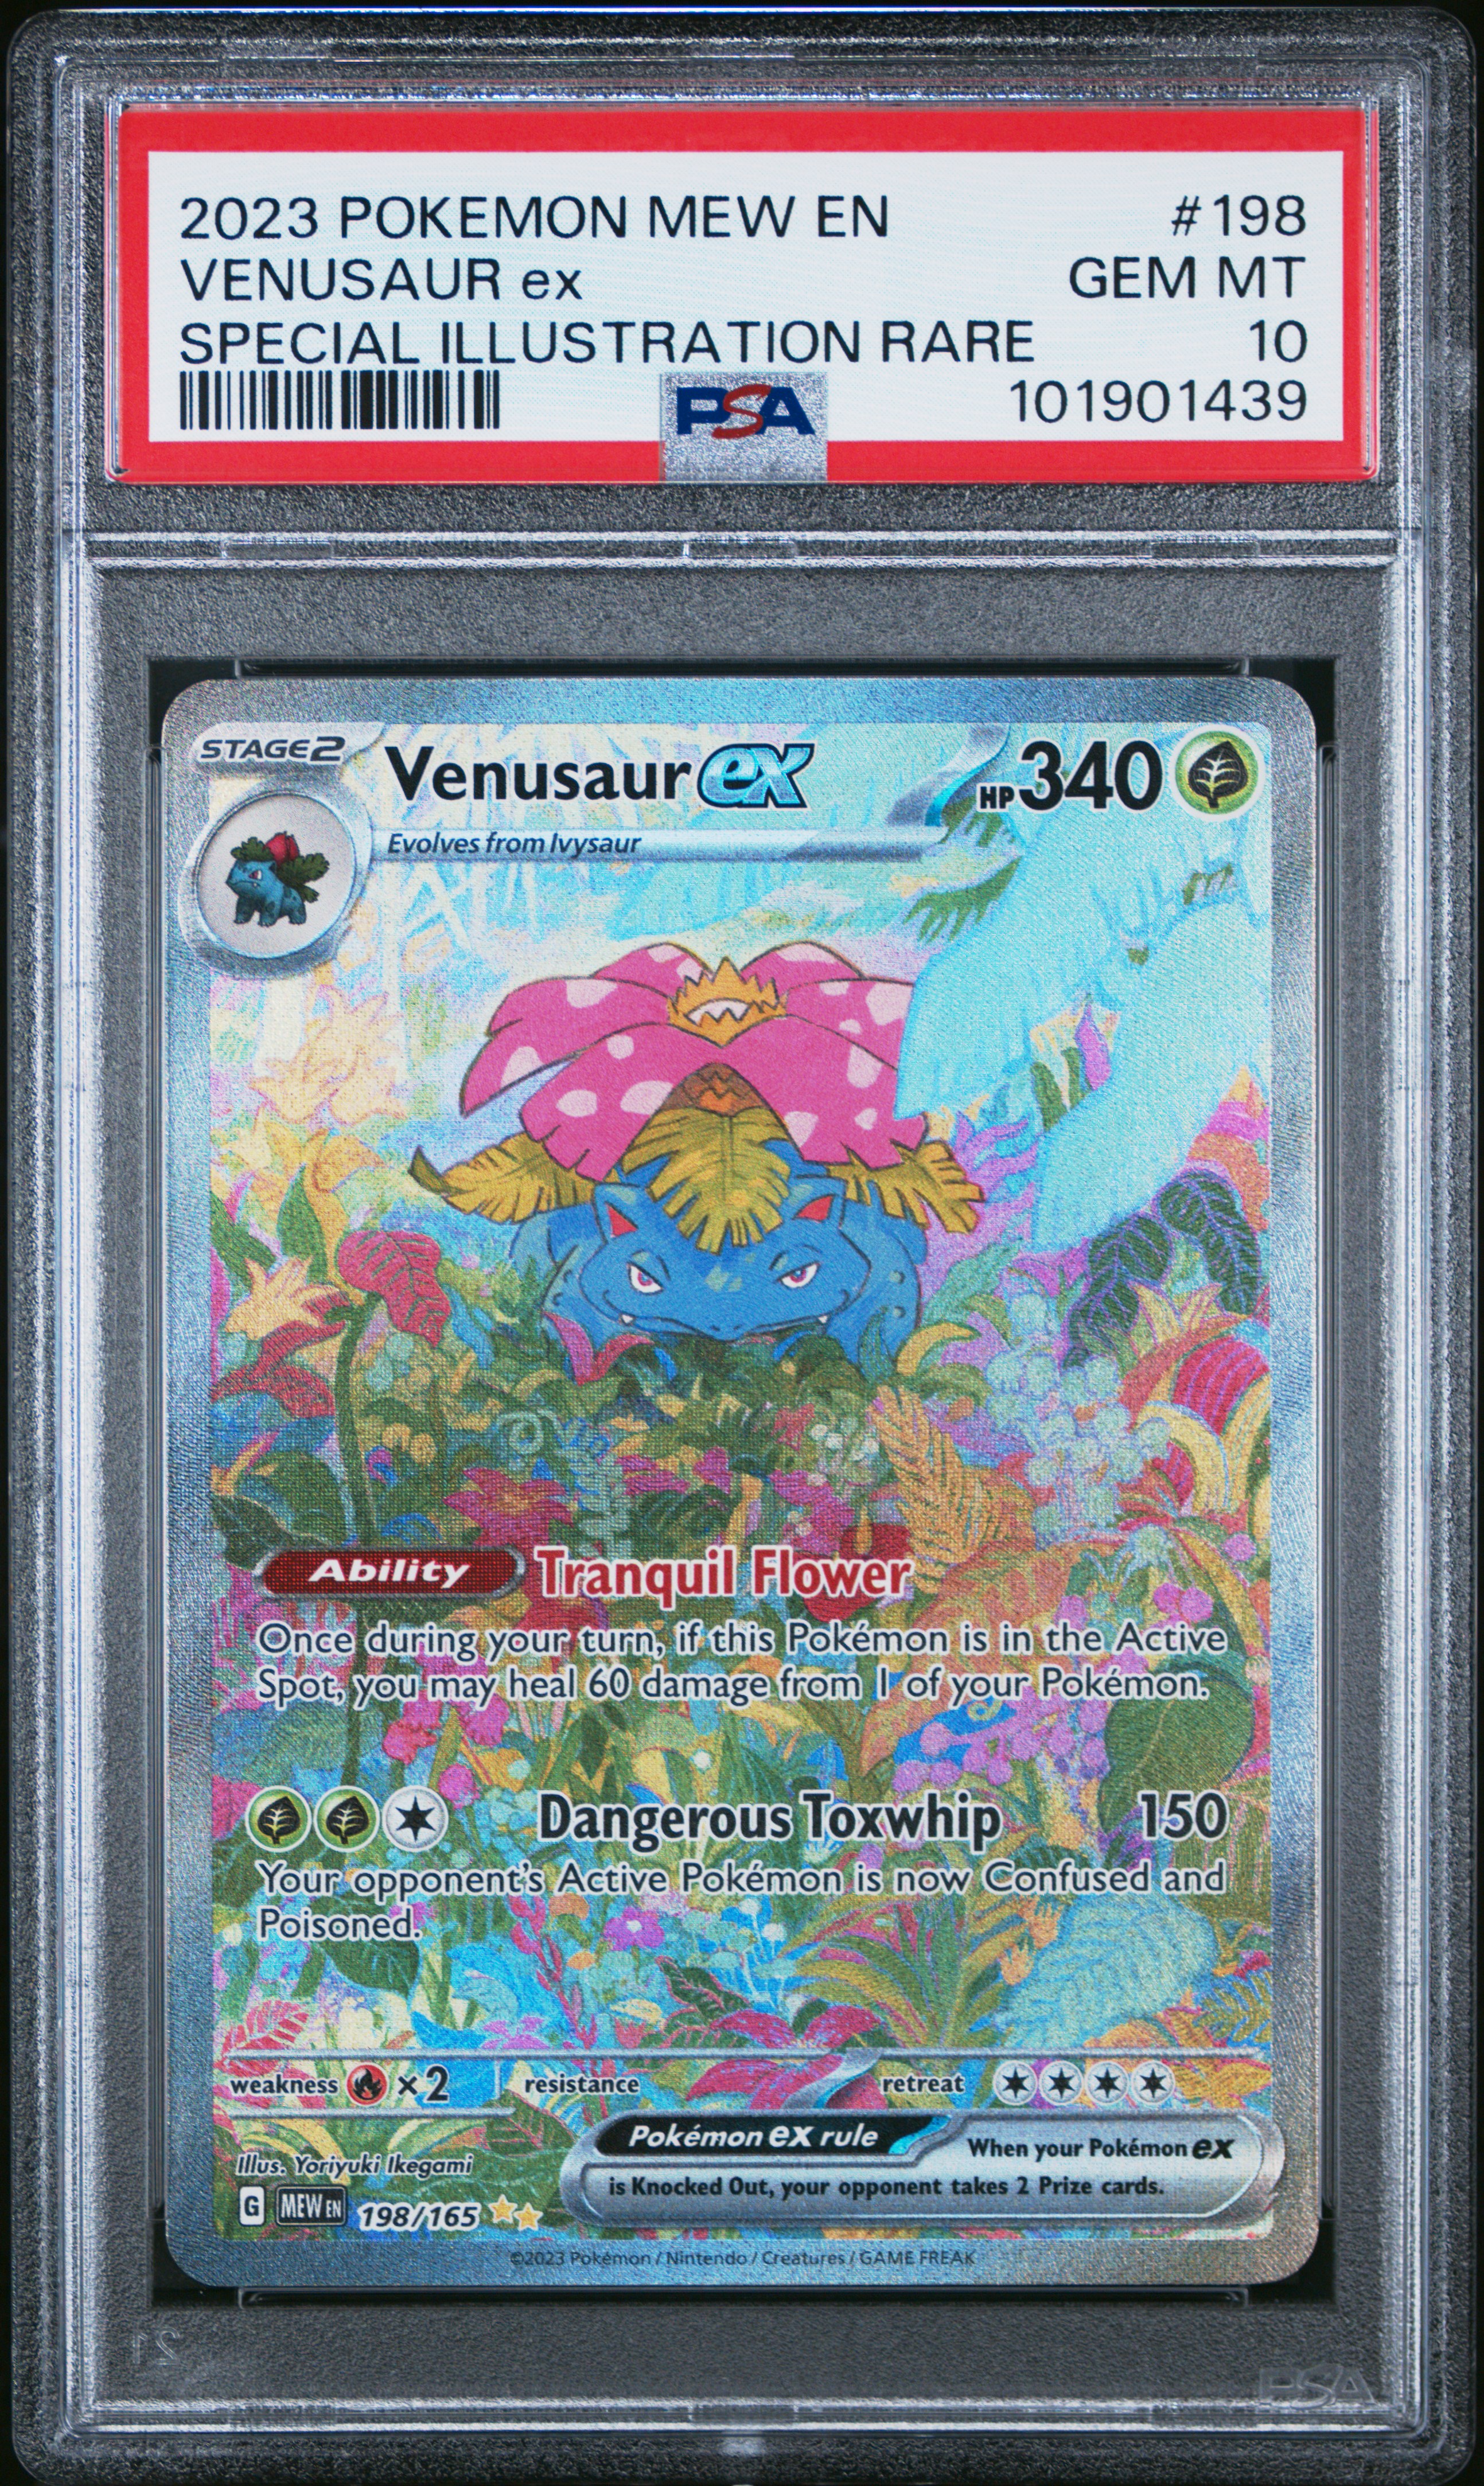 2023 POKEMON MEW EN #198
VENUSAUR ex GEM MT
SPECIAL ILLUSTRATION RARE 10
PSA 101901439
STAGE2 Venusaur ex HP340
Evolves from Ivysaur
Ability Tranquil Flower
Once during your turn, if this Pokémon is in the Active
Spot, you may heal 60 damage from 1 of your Pokémon.
Dangerous Toxwhip 150
Your opponent's Active Pokémon is now Confused and
Poisoned.
weakness ×2 resistance retreat
Pokémon ex rule When your Pokémon ex
is Knocked Out, your opponent takes 2 Prize cards.
Illus. Yoriyuki Ikegami
G MEW EN 198/165
©2023 Pokémon / Nintendo / Creatures / GAME FREAK
PSA